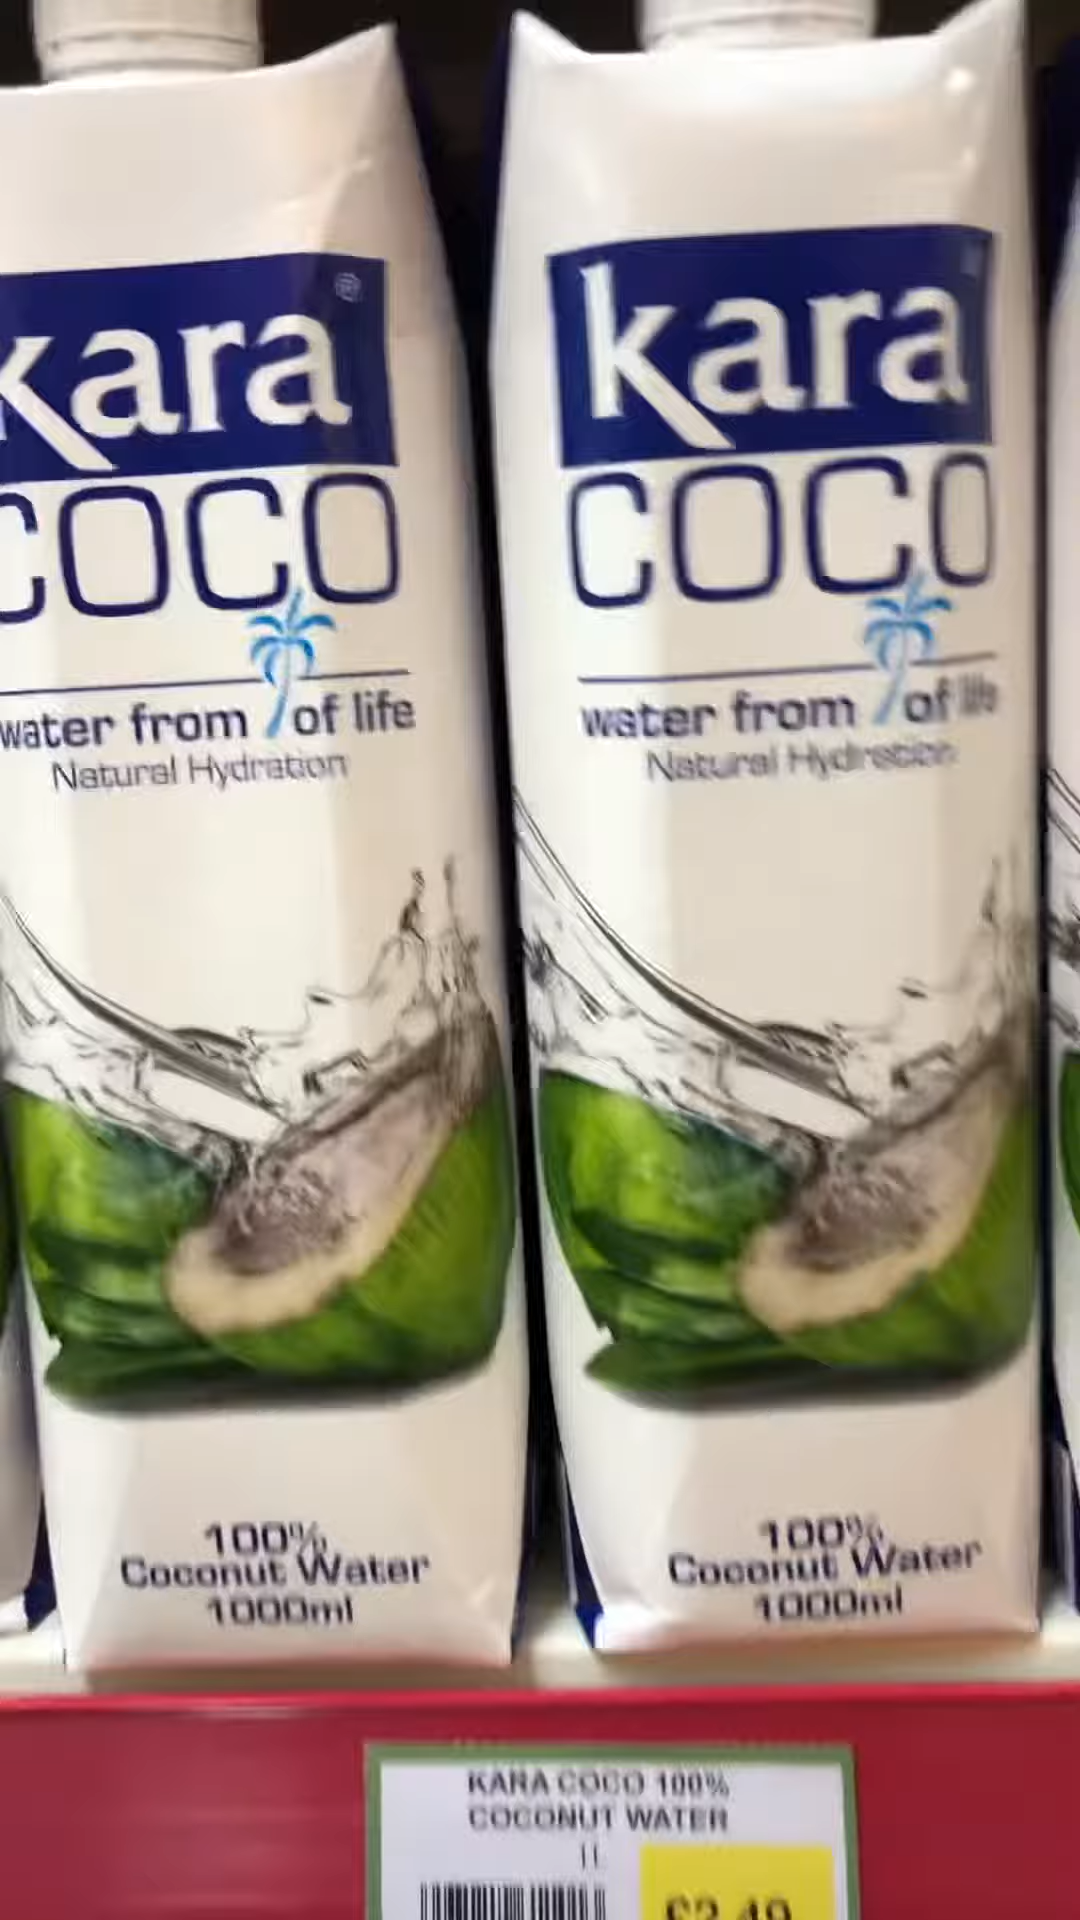 kara®
COCO
water from of life
Natural Hydration
100%
Coconut Water
1000ml
kara
COCO
water from of life
Natural Hydration
100%
Coconut Water
1000ml
KARA COCO 100%
COCONUT WATER
1L